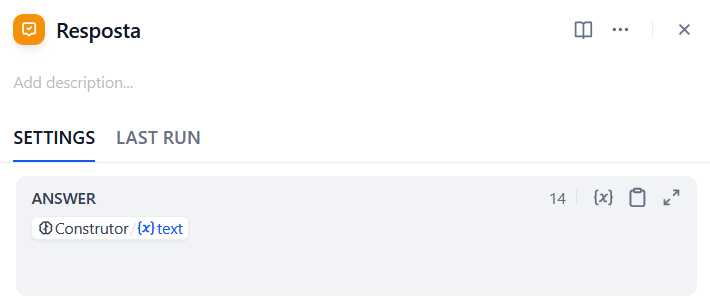 Resposta
Add description...
SETTINGS LAST RUN
ANSWER 14 {x}
Construtor/{x} text